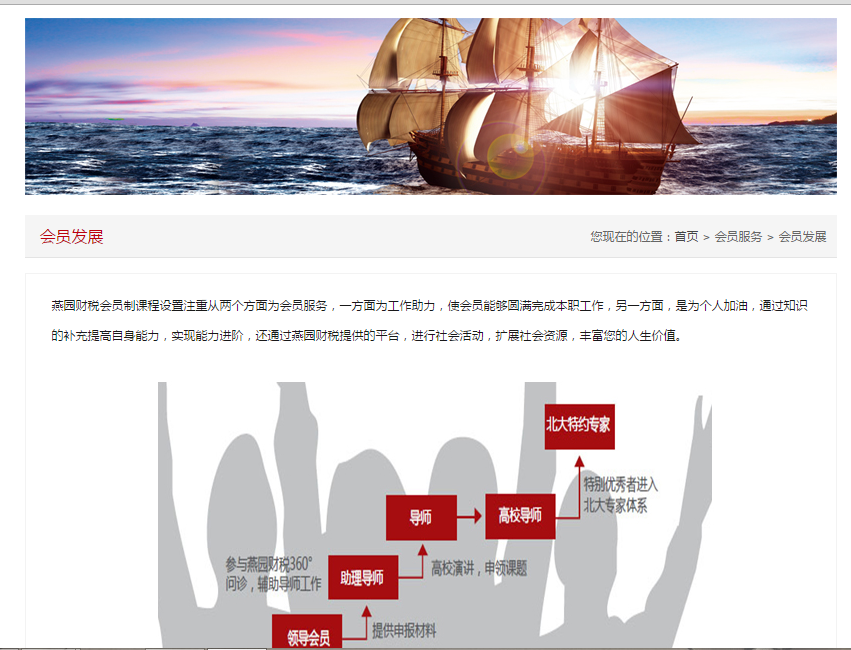 会员发展
您现在的位置：首页 > 会员服务 > 会员发展
燕园财税会员制课程设置注重从两个方面为会员服务，一方面为工作助力，使会员能够圆满完成本职工作，另一方面，是为个人加油，通过知识
的补充提高自身能力，实现能力进阶，还通过燕园财税提供的平台，进行社会活动，扩展社会资源，丰富您的人生价值。
北大特约专家
特别优秀者进入
北大专家体系
导师
高校导师
参与燕园财税360°
问诊，辅助导师工作
助理导师
高校演讲，申领课题
领导会员
提供申报材料